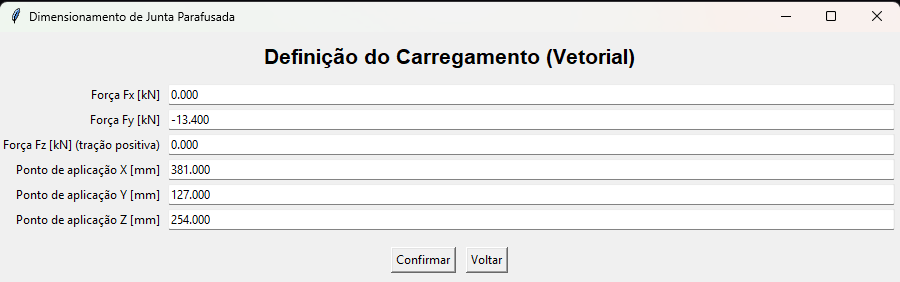 Dimensionamento de Junta Parafusada
Definição do Carregamento (Vetorial)
Força Fx [kN] 0.000
Força Fy [kN] -13.400
Força Fz [kN] (tração positiva) 0.000
Ponto de aplicação X [mm] 381.000
Ponto de aplicação Y [mm] 127.000
Ponto de aplicação Z [mm] 254.000
Confirmar Voltar